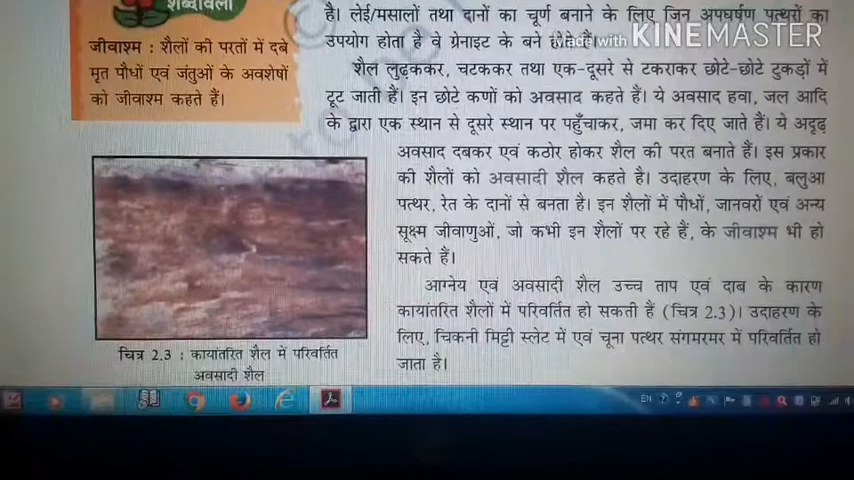 शब्दावली
जीवाश्म : शैलों की परतों में दबे
मृत पौधों एवं जंतुओं के अवशेषों
को जीवाश्म कहते हैं।
है। लेई/मसालों तथा दानों का चूर्ण बनाने के लिए जिन अपघर्षण पत्थरों का
उपयोग होता है वे ग्रेनाइट के बने होते हैं।
Made with KINEMASTER
शैल लुढ़ककर, चटककर तथा एक-दूसरे से टकराकर छोटे-छोटे टुकड़ों में
टूट जाती हैं। इन छोटे कणों को अवसाद कहते हैं। ये अवसाद हवा, जल आदि
के द्वारा एक स्थान से दूसरे स्थान पर पहुँचाकर, जमा कर दिए जाते हैं। ये अदृढ़
अवसाद दबकर एवं कठोर होकर शैल की परत बनाते हैं। इस प्रकार
की शैलों को अवसादी शैल कहते हैं। उदाहरण के लिए, बलुआ
पत्थर, रेत के दानों से बनता है। इन शैलों में पौधों, जानवरों एवं अन्य
सूक्ष्म जीवाणुओं, जो कभी इन शैलों पर रहे हैं, के जीवाश्म भी हो
सकते हैं।
आग्नेय एवं अवसादी शैल उच्च ताप एवं दाब के कारण
कायांतरित शैलों में परिवर्तित हो सकती हैं (चित्र 2.3)। उदाहरण के
लिए, चिकनी मिट्टी स्लेट में एवं चूना पत्थर संगमरमर में परिवर्तित हो
जाता है।
चित्र 2.3 : कायांतरित शैल में परिवर्तित
अवसादी शैल
EN